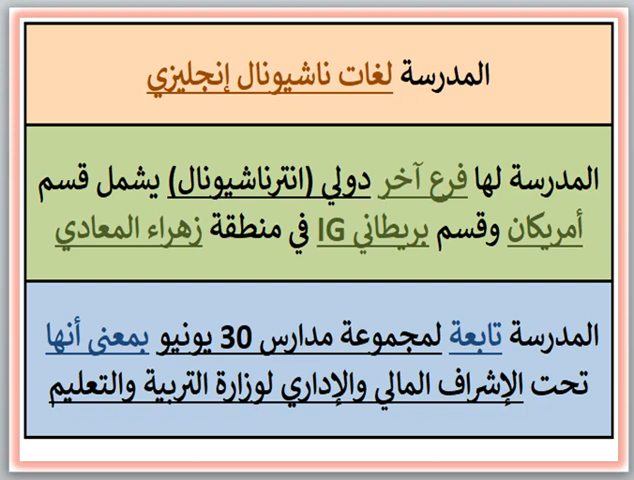 المدرسة لغات ناشيونال إنجليزي
المدرسة لها فرع آخر دولي (انترناشيونال) يشمل قسم
أمريكان وقسم بريطاني IG في منطقة زهراء المعادي
المدرسة تابعة لمجموعة مدارس 30 يونيو بمعنى أنها
تحت الإشراف المالي والإداري لوزارة التربية والتعليم